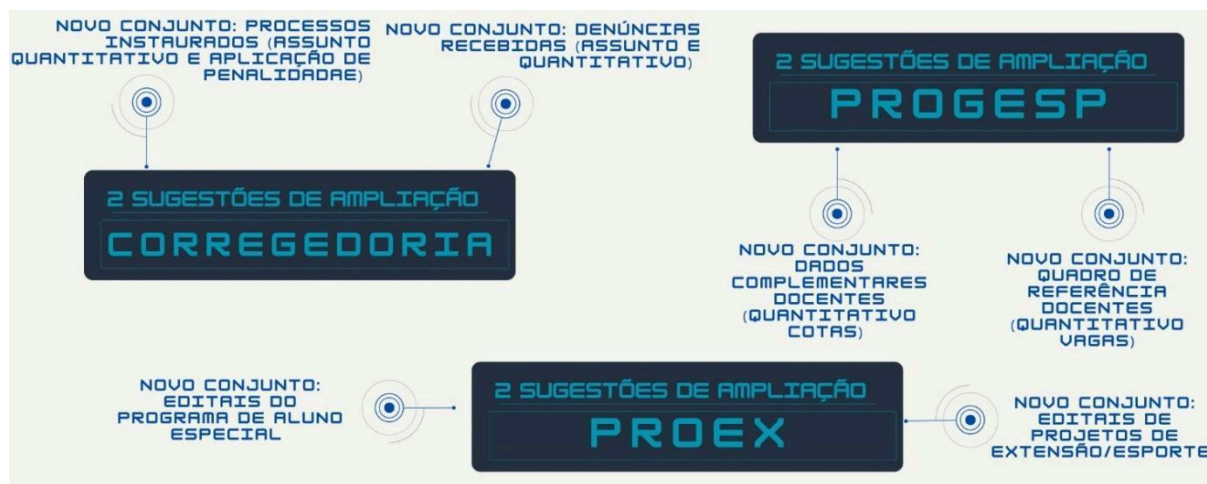 NOVO CONJUNTO: PROCESSOS
INSTAURADOS (ASSUNTO
QUANTITATIVO E APLICAÇÃO DE
PENALIDADAE)
NOVO CONJUNTO: DENÚNCIAS
RECEBIDAS (ASSUNTO E
QUANTITATIVO)
2 SUGESTÕES DE AMPLIAÇÃO
CORREGEDORIA
2 SUGESTÕES DE AMPLIAÇÃO
PROGESP
NOVO CONJUNTO:
DADOS
COMPLEMENTARES
DOCENTES
(QUANTITATIVO
COTAS)
NOVO CONJUNTO:
QUADRO DE
REFERÊNCIA
DOCENTES
(QUANTITATIVO
VAGAS)
NOVO CONJUNTO:
EDITAIS DO
PROGRAMA DE ALUNO
ESPECIAL
2 SUGESTÕES DE AMPLIAÇÃO
PROEX
NOVO CONJUNTO:
EDITAIS DE
PROJETOS DE
EXTENSÃO/ESPORTE